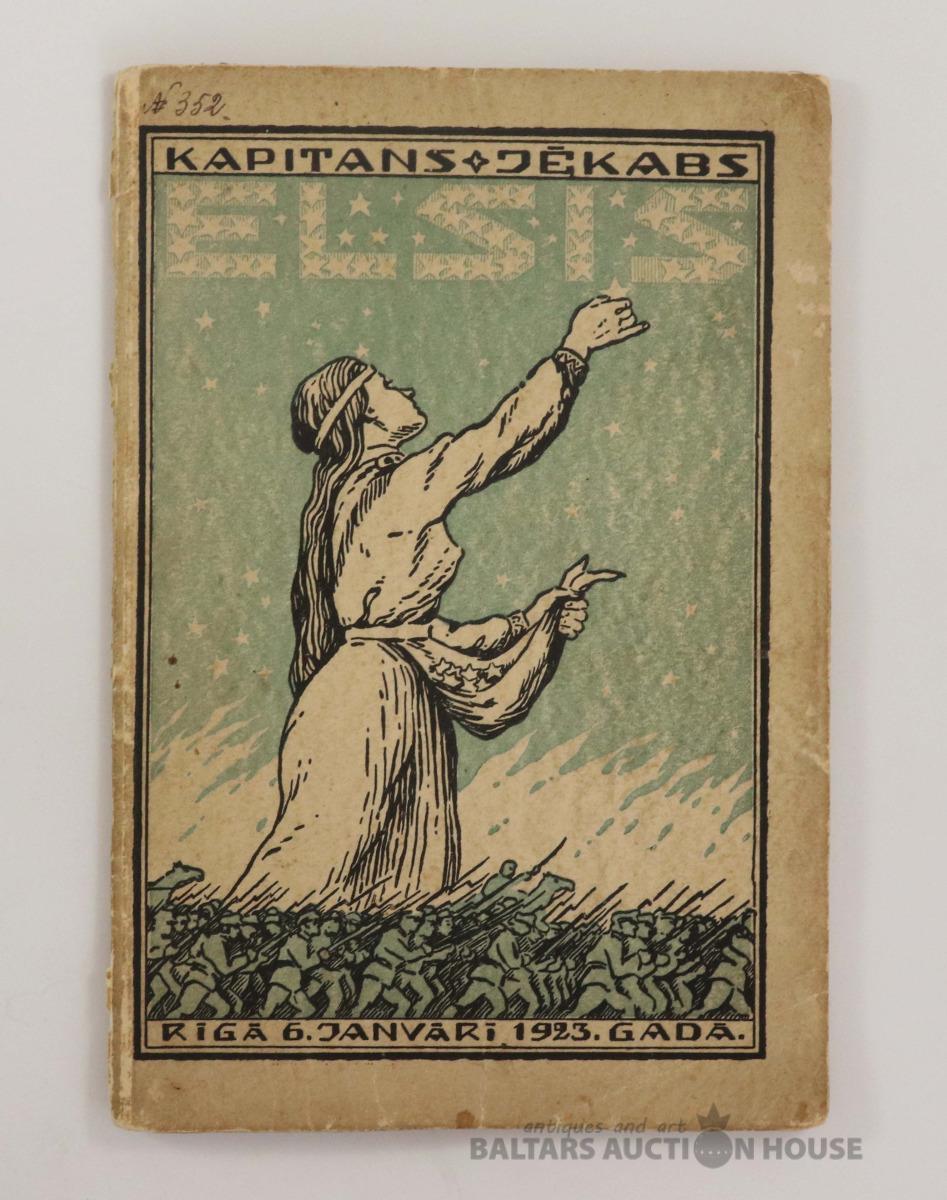 № 352
KAPITANS JĒKABS
ELSIS
RĪGĀ 6. JANVĀRĪ 1923. GADĀ.
antiques and art
BALTARS AUCTION HOUSE